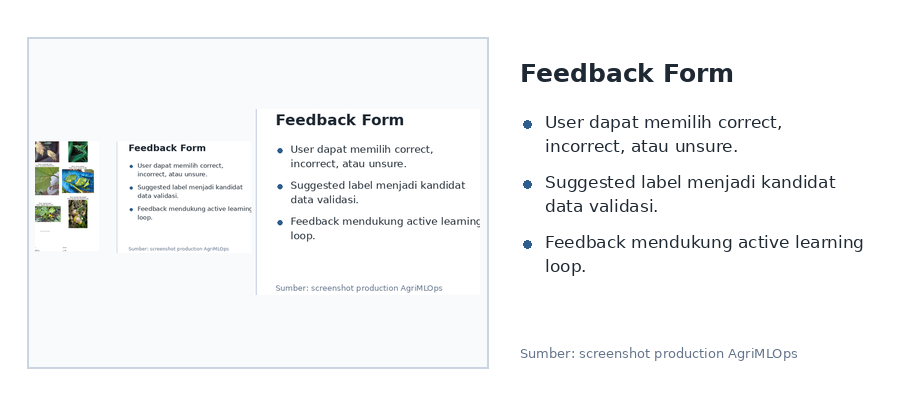 Feedback Form
User dapat memilih correct,
incorrect, atau unsure.
Suggested label menjadi kandidat
data validasi.
Feedback mendukung active learning
loop.
Sumber: screenshot production AgriMLOps
Feedback Form
User dapat memilih correct,
incorrect, atau unsure.
Suggested label menjadi kandidat
data validasi.
Feedback mendukung active learning
loop.
Sumber: screenshot production AgriMLOps
Feedback Form
User dapat memilih correct,
incorrect, atau unsure.
Suggested label menjadi kandidat
data validasi.
Feedback mendukung active learning
loop.
Sumber: screenshot production AgriMLOps